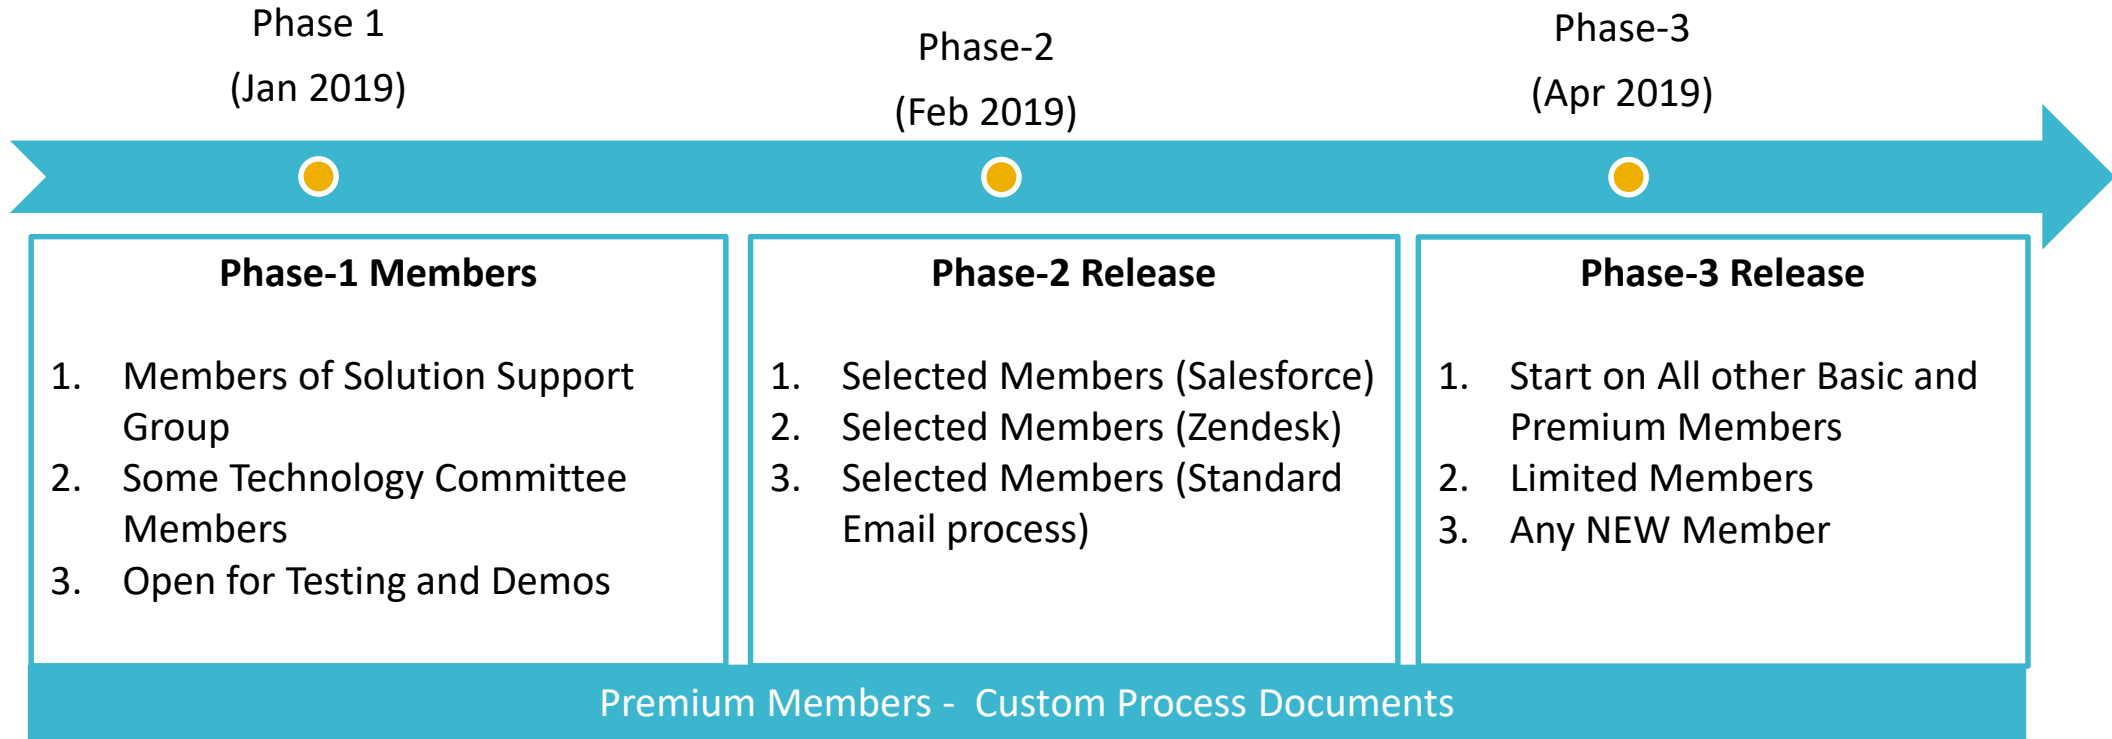 Phase 1
(Jan 2019)
Phase-2
(Feb 2019)
Phase-3
(Apr 2019)
Phase-1 Members
1. Members of Solution Support
Group
2. Some Technology Committee
Members
3. Open for Testing and Demos
Phase-2 Release
1. Selected Members (Salesforce)
2. Selected Members (Zendesk)
3. Selected Members (Standard
Email process)
Phase-3 Release
1. Start on All other Basic and
Premium Members
2. Limited Members
3. Any NEW Member
Premium Members - Custom Process Documents